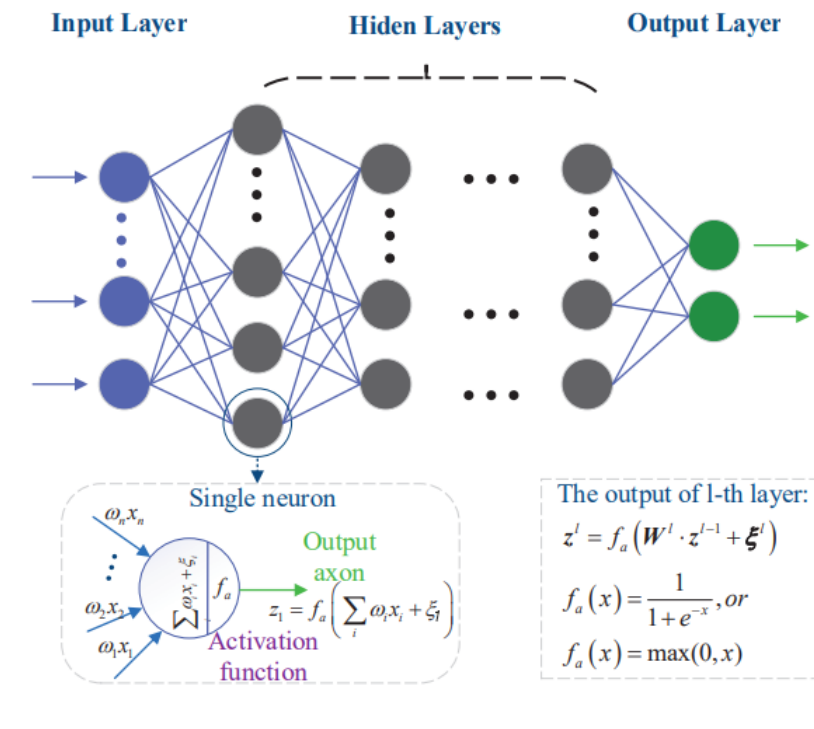 Input Layer
Hiden Layers
Output Layer
Single neuron
ωₙxₙ
ω₂x₂
ω₁x₁
∑ωᵢxᵢ+ξᵢ
fₐ
Output
axon
z₁ = fₐ(∑ᵢ ωᵢxᵢ + ξ₁)
Activation
function
The output of l-th layer:
zˡ = fₐ(Wˡ · zˡ⁻¹ + ξˡ)
fₐ(x) = 1/(1+e⁻ˣ), or
fₐ(x) = max(0, x)